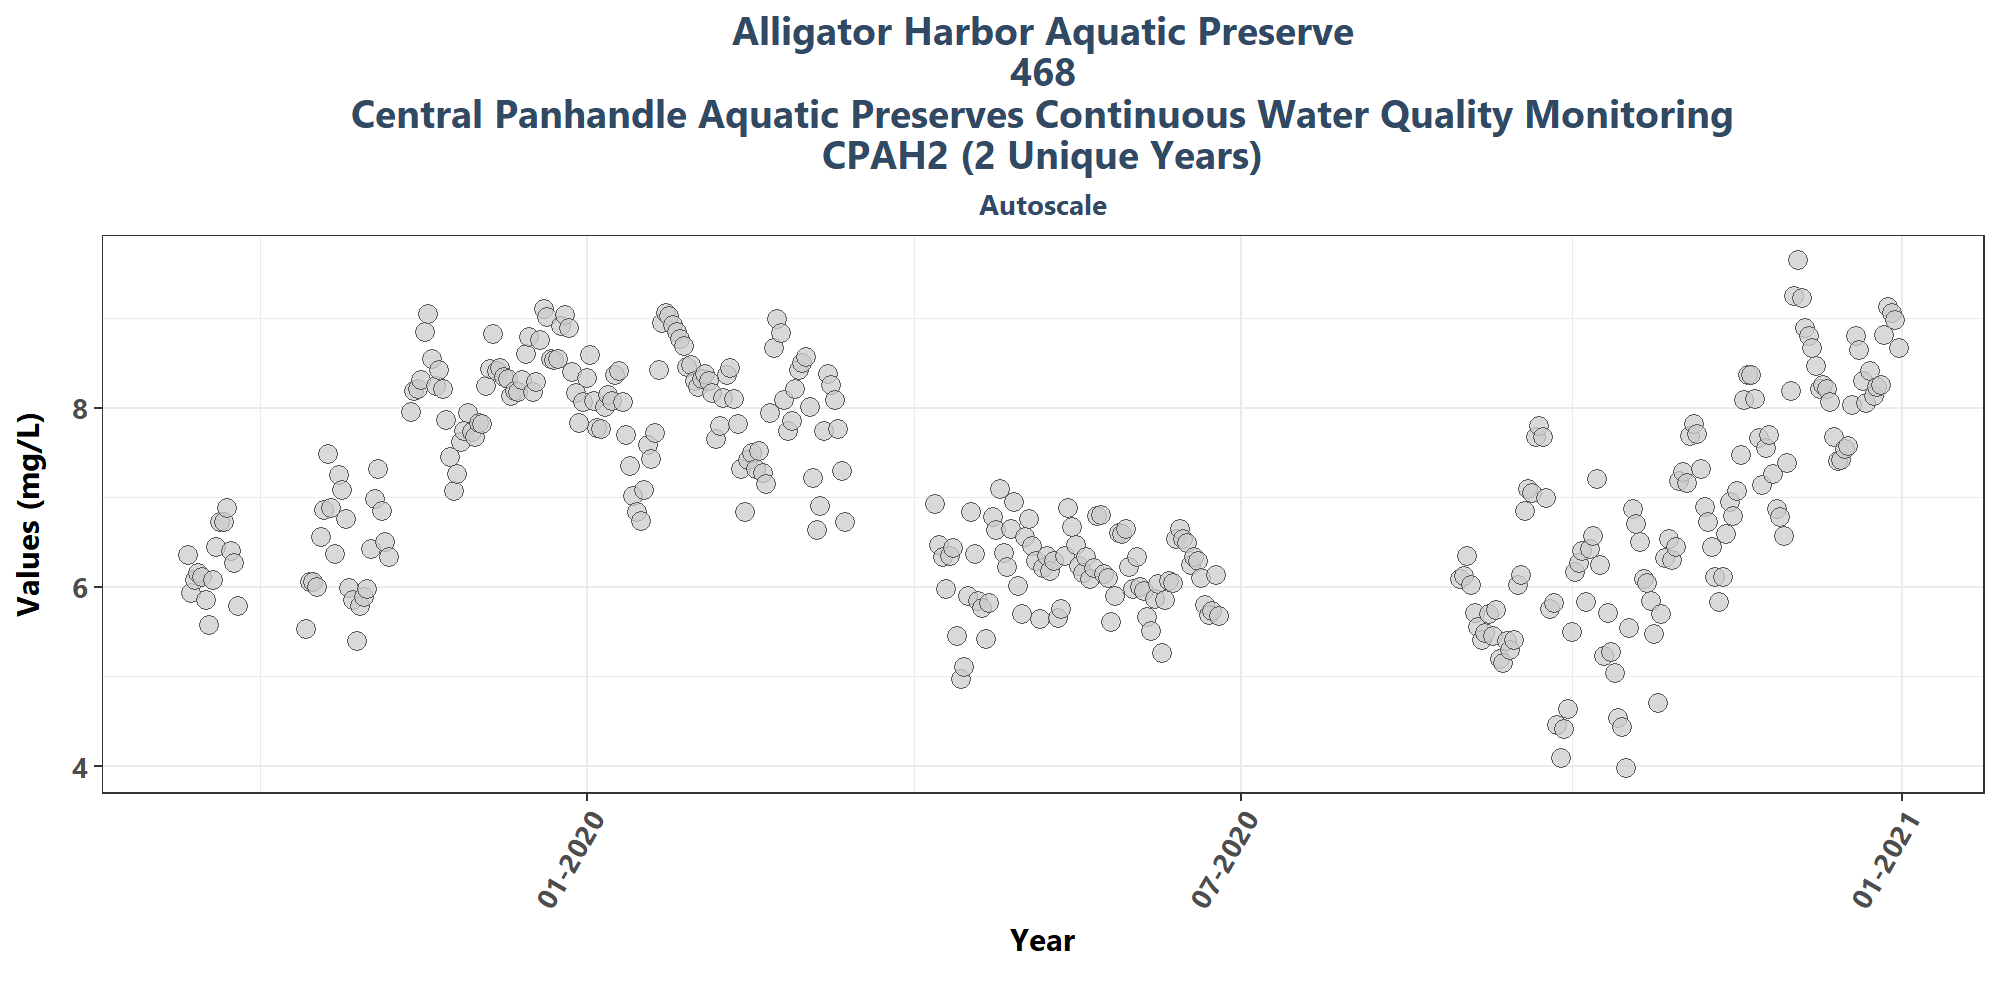 Alligator Harbor Aquatic Preserve
468
Central Panhandle Aquatic Preserves Continuous Water Quality Monitoring
CPAH2 (2 Unique Years)
Autoscale
Values (mg/L)
8
6
4
01-2020
07-2020
01-2021
Year